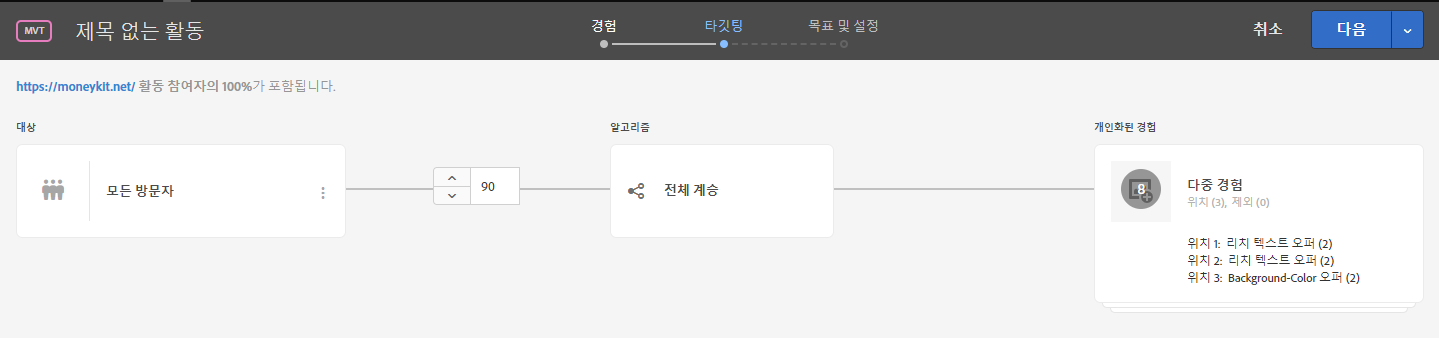 MVT
제목 없는 활동
경험
타깃팅
목표 및 설정
취소
다음
https://moneykit.net/ 활동 참여자의 100%가 포함됩니다.
대상
알고리즘
개인화된 경험
모든 방문자
90
전체 계승
8
다중 경험
위치 (3), 제외 (0)
위치 1: 리치 텍스트 오퍼 (2)
위치 2: 리치 텍스트 오퍼 (2)
위치 3: Background-Color 오퍼 (2)